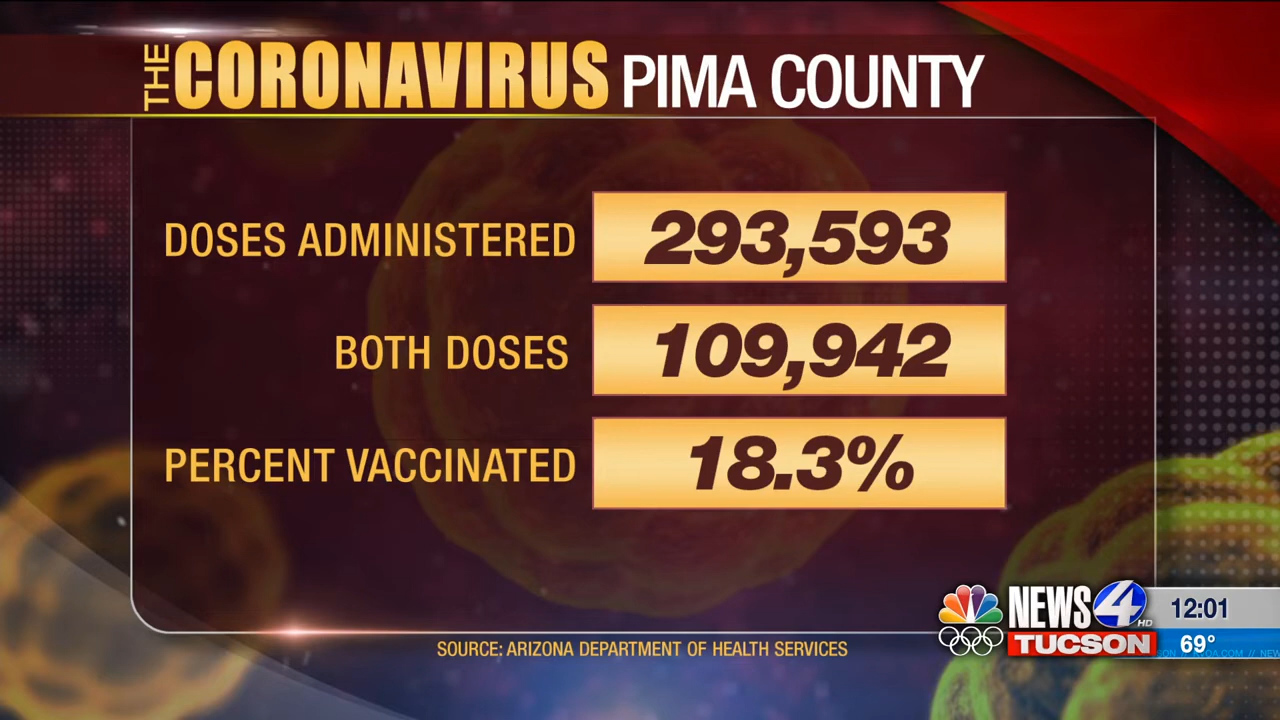 THE CORONAVIRUS PIMA COUNTY
DOSES ADMINISTERED 293,593
BOTH DOSES 109,942
PERCENT VACCINATED 18.3%
SOURCE: ARIZONA DEPARTMENT OF HEALTH SERVICES
NEWS 4 HD
TUCSON
12:01
69°